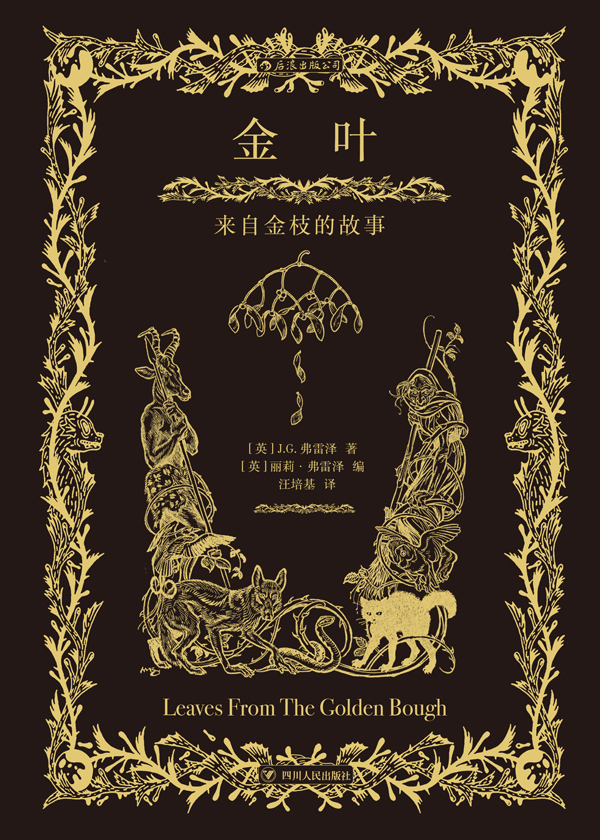 后浪出版公司
金叶
来自金枝的故事
[英] J.G. 弗雷泽 著
[英] 丽莉·弗雷泽 编
汪培基 译
Leaves From The Golden Bough
四川人民出版社